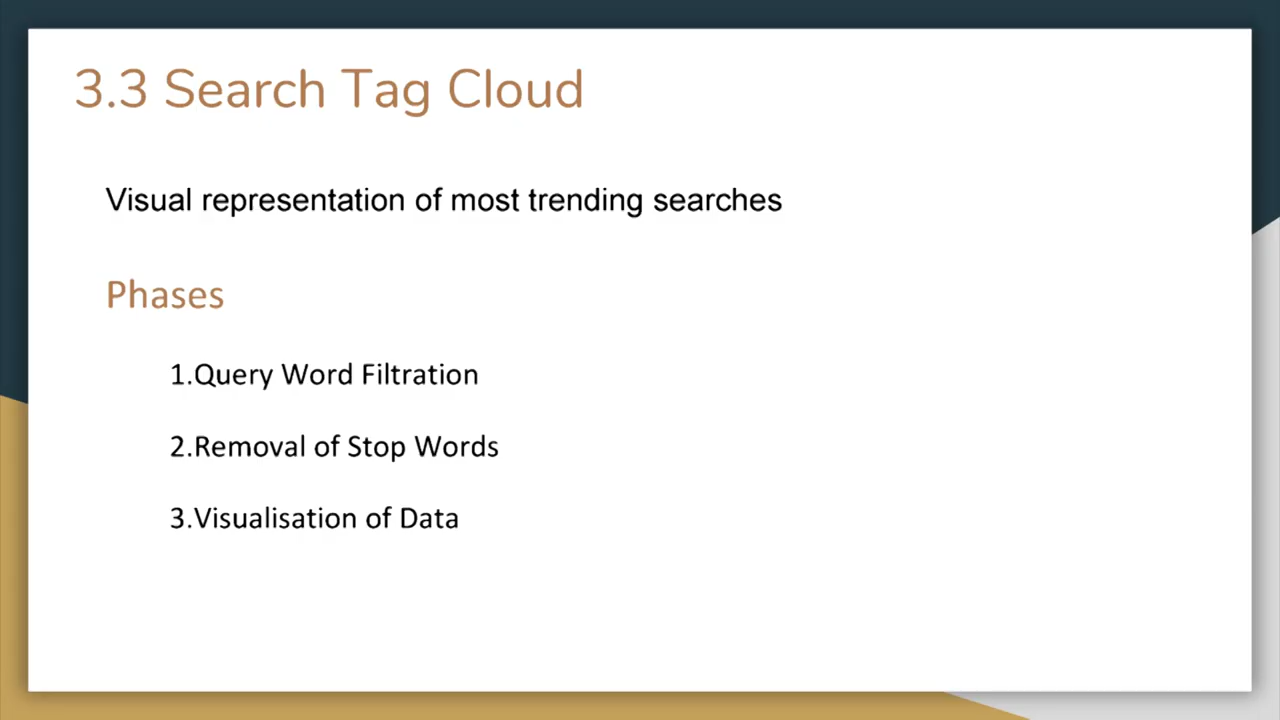 3.3 Search Tag Cloud
Visual representation of most trending searches
Phases
1.Query Word Filtration
2.Removal of Stop Words
3.Visualisation of Data